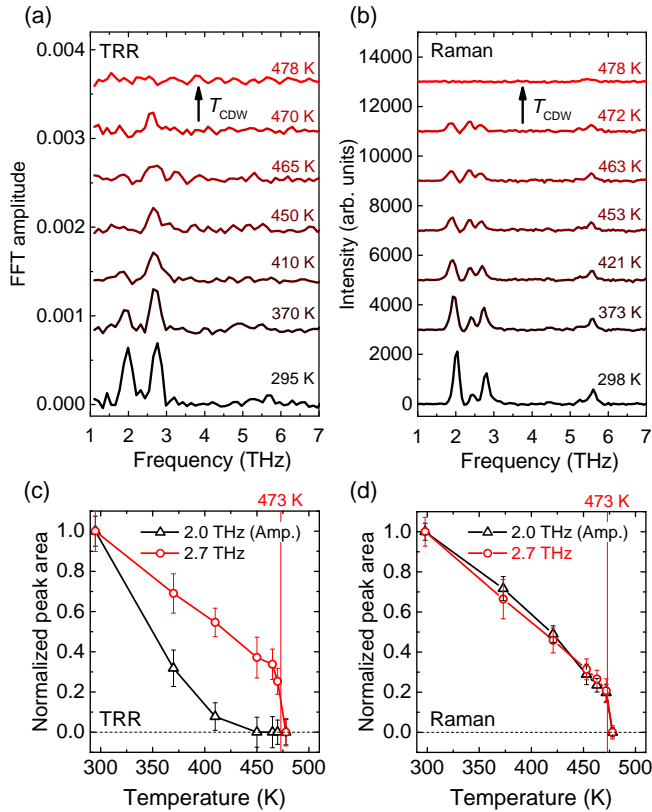 (a)
TRR
FFT amplitude
0.004
0.003
0.002
0.001
0.000
478 K
T_CDW
470 K
465 K
450 K
410 K
370 K
295 K
1 2 3 4 5 6 7
Frequency (THz)
(b)
Raman
Intensity (arb. units)
14000
12000
10000
8000
6000
4000
2000
0
478 K
T_CDW
472 K
463 K
453 K
421 K
373 K
298 K
1 2 3 4 5 6 7
Frequency (THz)
(c)
473 K
2.0 THz (Amp.)
2.7 THz
Normalized peak area
1.0
0.8
0.6
0.4
0.2
0.0
TRR
300 350 400 450 500
Temperature (K)
(d)
473 K
2.0 THz (Amp.)
2.7 THz
Normalized peak area
1.0
0.8
0.6
0.4
0.2
0.0
Raman
300 350 400 450 500
Temperature (K)